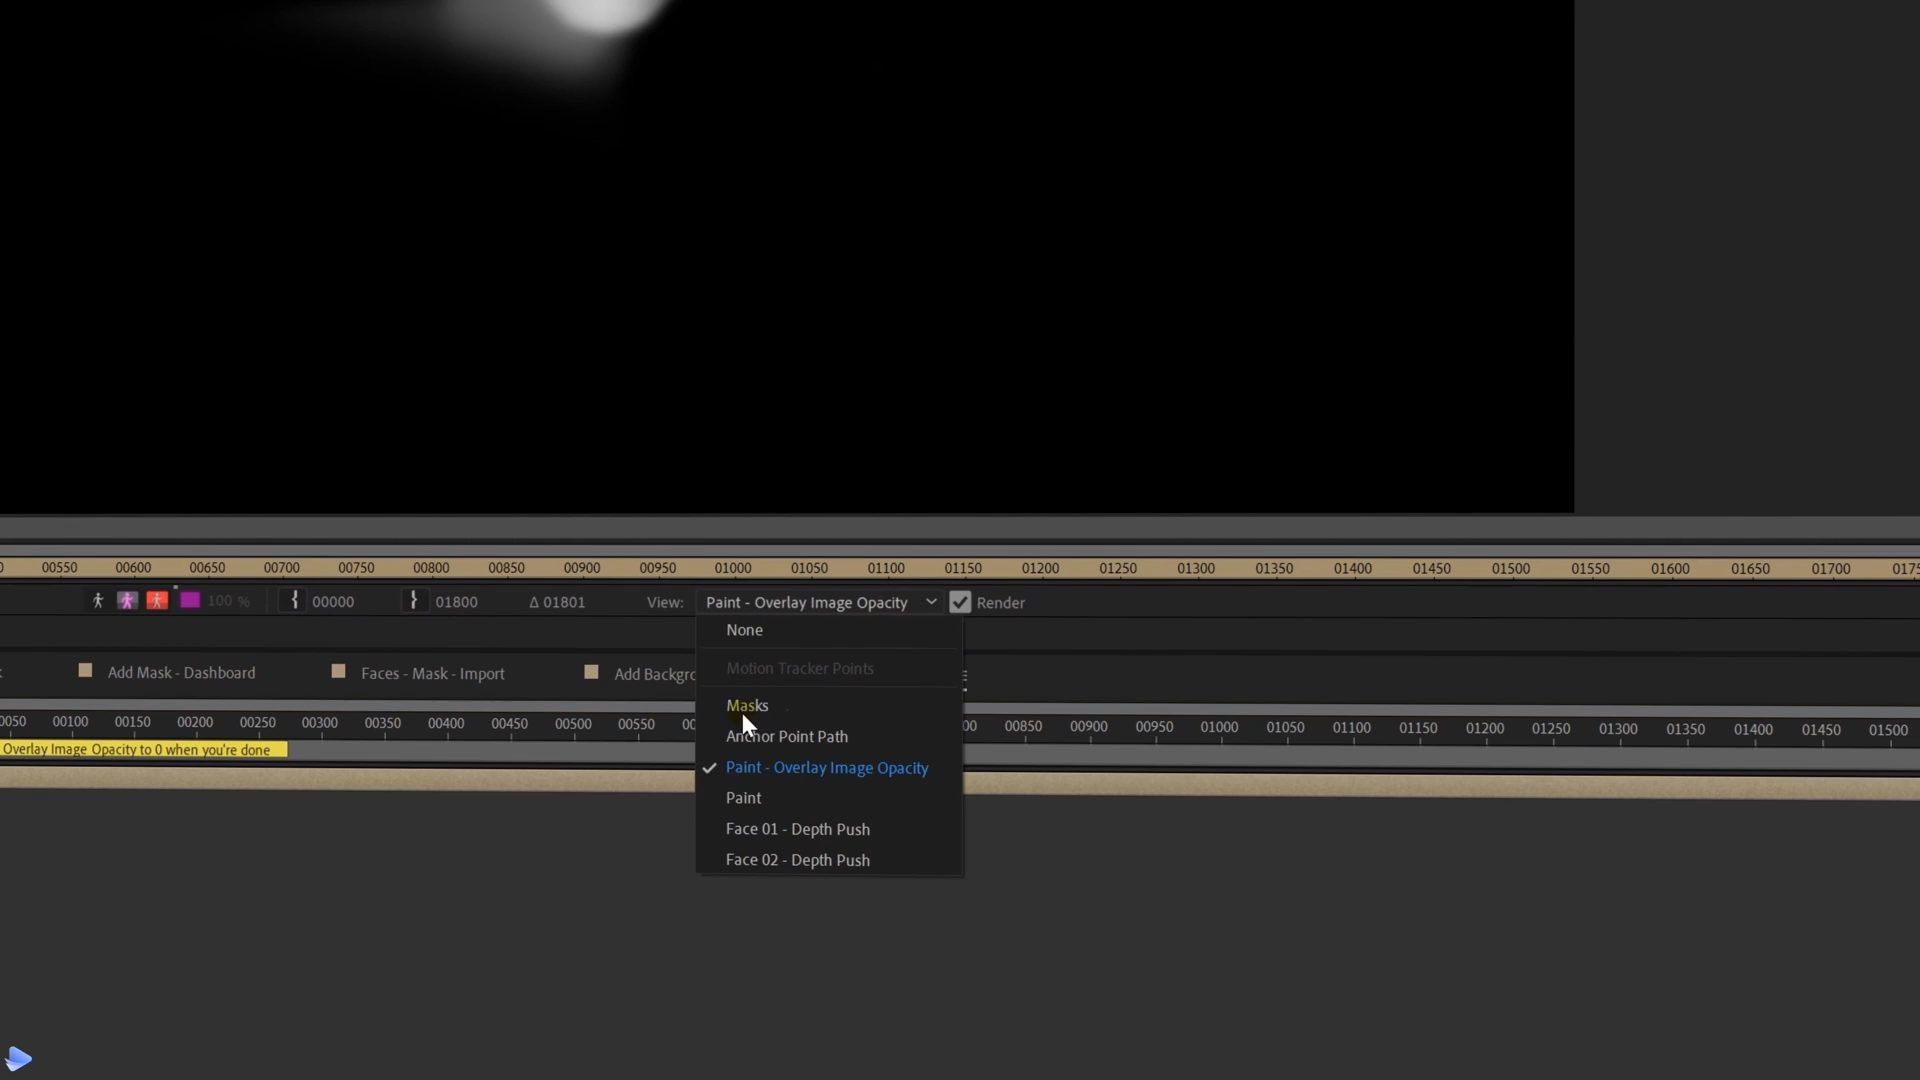 00550 00600 00650 00700 00750 00800 00850 00900 00950 01000 01050 01100 01150 01200 01250 01300 01350 01400 01450 01500 01550 01600 01650 01700
100 % { 00000 } 01800 Δ 01801 View: Paint - Overlay Image Opacity Render
None
Motion Tracker Points
Add Mask - Dashboard Faces - Mask - Import Add Backgro
Masks
0050 00100 00150 00200 00250 00300 00350 00400 00450 00500 00550 00850 00900 00950 01000 01050 01100 01150 01200 01250 01300 01350 01400 01450 01500
Anchor Point Path
Overlay Image Opacity to 0 when you're done
Paint - Overlay Image Opacity
Paint
Face 01 - Depth Push
Face 02 - Depth Push